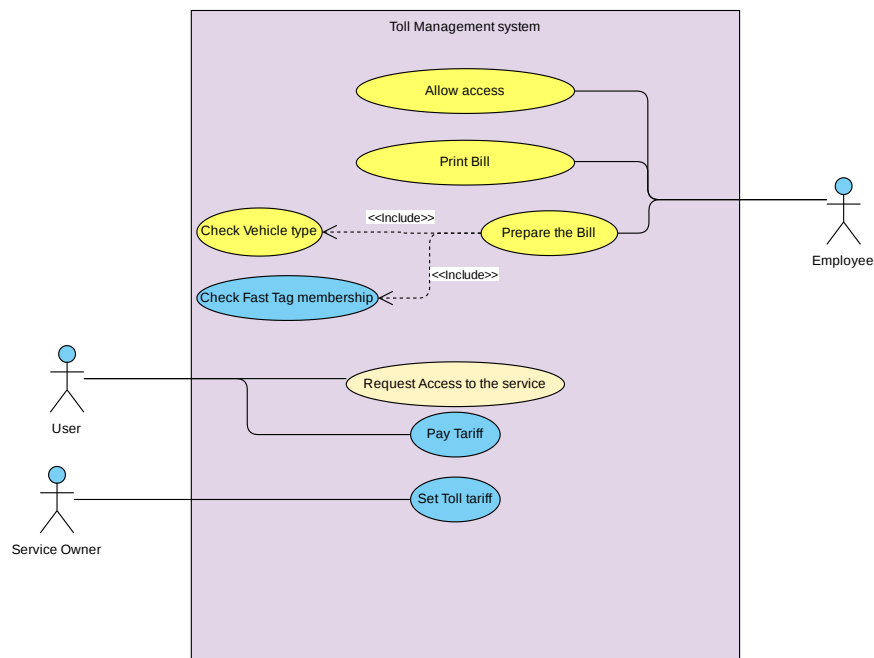 Toll Management system
Allow access
Print Bill
<<Include>>
Check Vehicle type
Prepare the Bill
Employee
<<Include>>
Check Fast Tag membership
Request Access to the service
User
Pay Tariff
Set Toll tariff
Service Owner